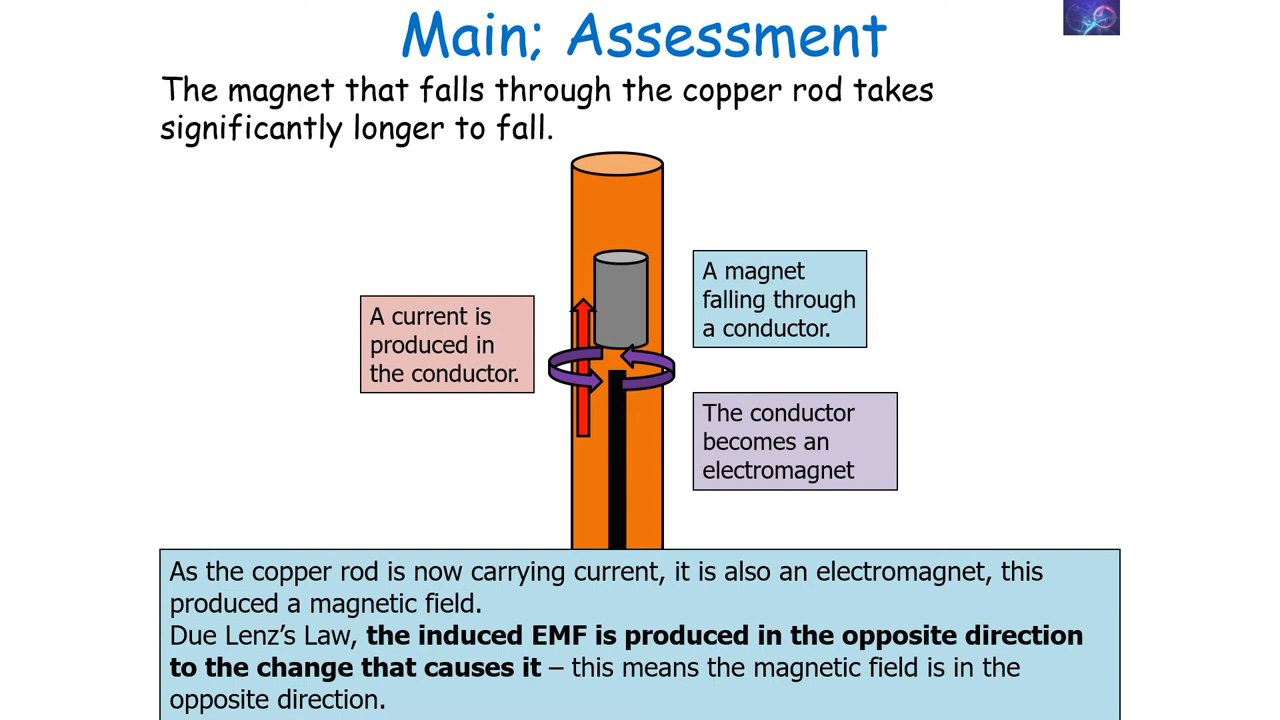 Main; Assessment
The magnet that falls through the copper rod takes
significantly longer to fall.
A magnet
falling through
a conductor.
A current is
produced in
the conductor.
The conductor
becomes an
electromagnet
As the copper rod is now carrying current, it is also an electromagnet, this
produced a magnetic field.
Due Lenz’s Law, the induced EMF is produced in the opposite direction
to the change that causes it – this means the magnetic field is in the
opposite direction.